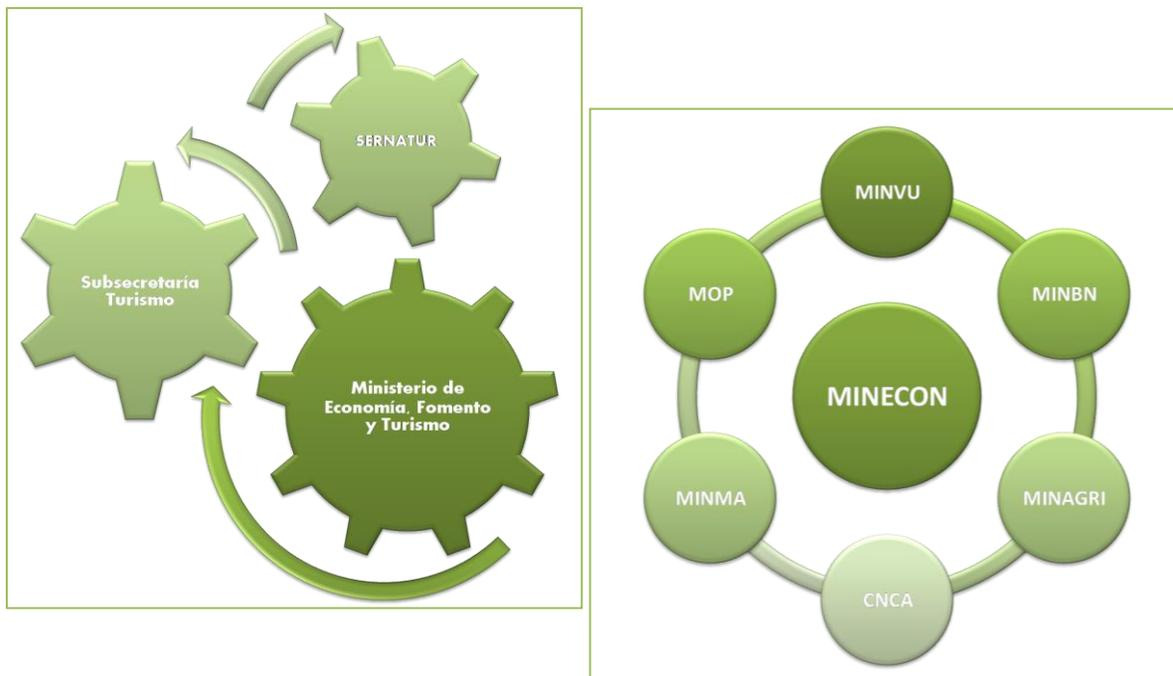 SERNATUR
Subsecretaría
Turismo
Ministerio de
Economía, Fomento
y Turismo
MINVU
MOP
MINBN
MINECON
MINMA
MINAGRI
CNCA